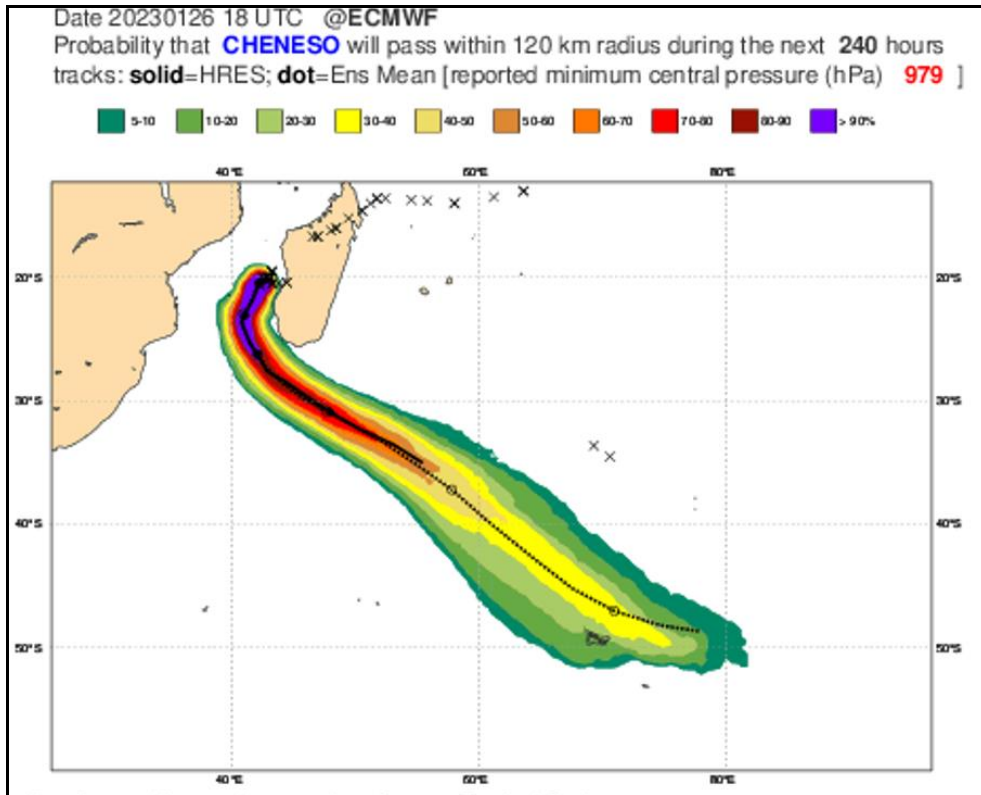 Date 20230126 18 UTC @ECMWF
Probability that CHENESO will pass within 120 km radius during the next 240 hours
tracks: solid=HRES; dot=Ens Mean [reported minimum central pressure (hPa) 979 ]
5-10 10-20 20-30 30-40 40-50 50-60 60-70 70-80 80-90 > 90%
40°E 60°E 80°E
20°S 20°S
30°S 30°S
40°S 40°S
50°S 50°S
40°E 60°E 80°E